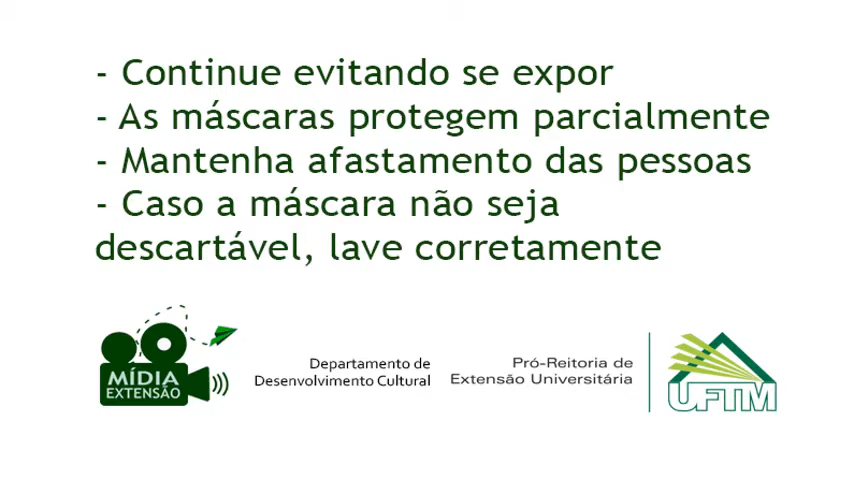 - Continue evitando se expor
- As máscaras protegem parcialmente
- Mantenha afastamento das pessoas
- Caso a máscara não seja
descartável, lave corretamente
MÍDIA
EXTENSÃO
Departamento de
Desenvolvimento Cultural
Pró-Reitoria de
Extensão Universitária
UFTM